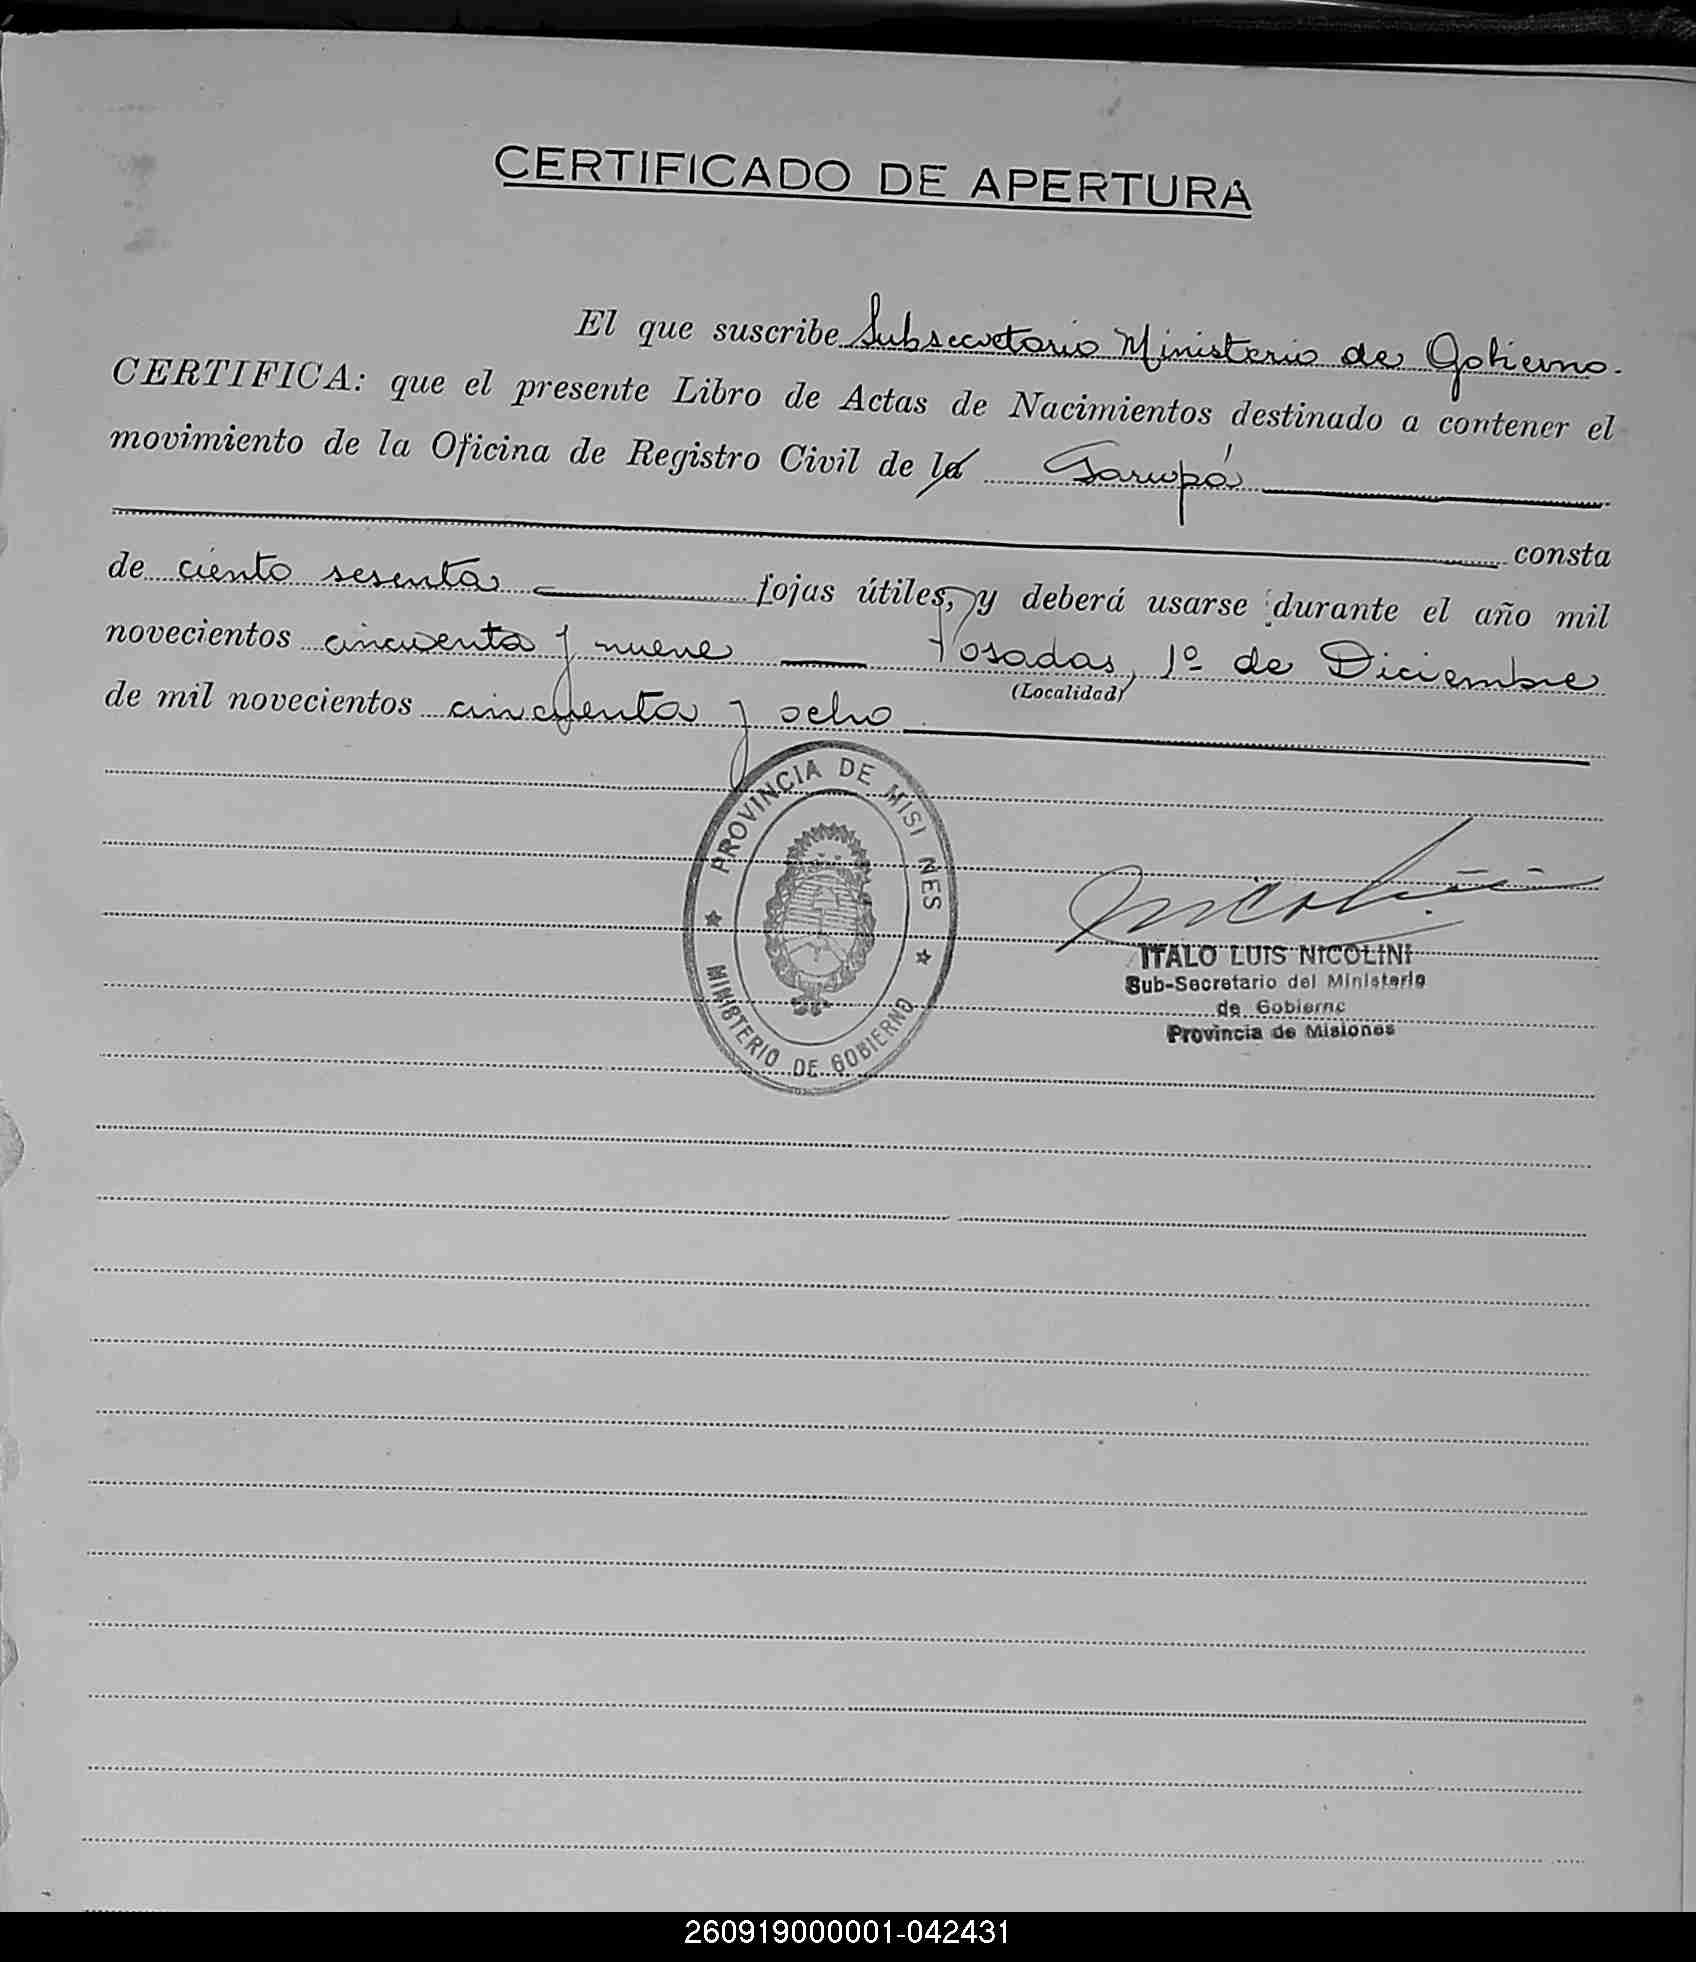 CERTIFICADO DE APERTURA
El que suscribe Subsecretario Ministerio de Gobierno.
CERTIFICA: que el presente Libro de Actas de Nacimientos destinado a contener el
movimiento de la Oficina de Registro Civil de la Garupá
consta
de ciento sesenta fojas útiles, y deberá usarse durante el año mil
novecientos cincuenta y nueve Posadas, 1º de Diciembre
(Localidad)
de mil novecientos cincuenta y ocho
PROVINCIA DE MISI NES
MINISTERIO DE GOBIERNO
Nicolini
ITALO LUIS NICOLINI
Sub-Secretario del Ministerio
de Gobierno
Provincia de Misiones
260919000001-042431